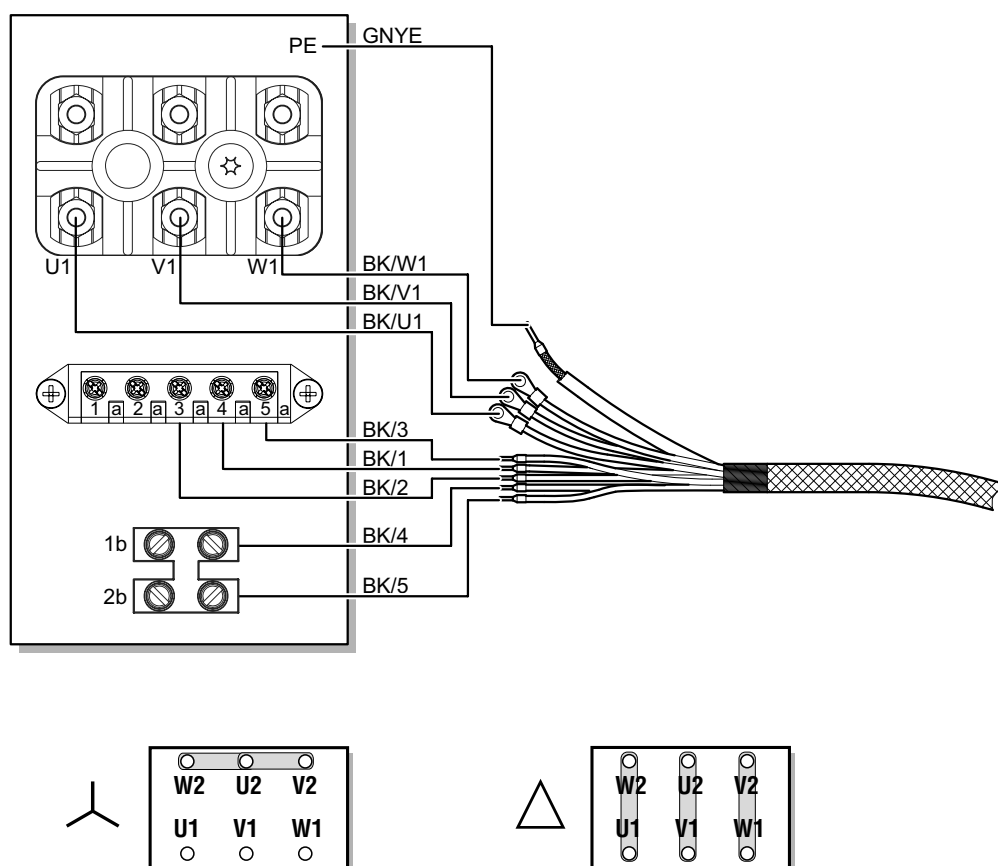 PE GNYE
U1 V1 W1
BK/W1
BK/V1
BK/U1
1 a 2 a 3 a 4 a 5 a
BK/3
BK/1
BK/2
1b BK/4
2b BK/5
W2 U2 V2
U1 V1 W1
W2 U2 V2
U1 V1 W1